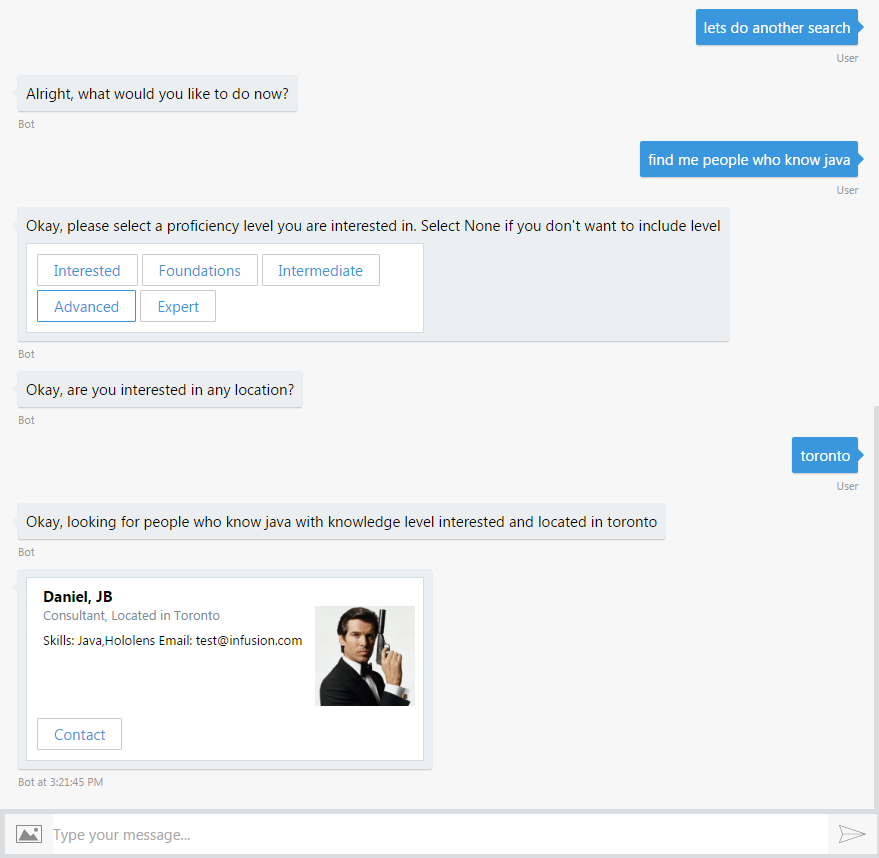 lets do another search
User
Alright, what would you like to do now?
Bot
find me people who know java
User
Okay, please select a proficiency level you are interested in. Select None if you don't want to include level
Interested Foundations Intermediate
Advanced Expert
Bot
Okay, are you interested in any location?
Bot
toronto
User
Okay, looking for people who know java with knowledge level interested and located in toronto
Bot
Daniel, JB
Consultant, Located in Toronto
Skills: Java,Hololens Email: test@infusion.com
Contact
Bot at 3:21:45 PM
Type your message...